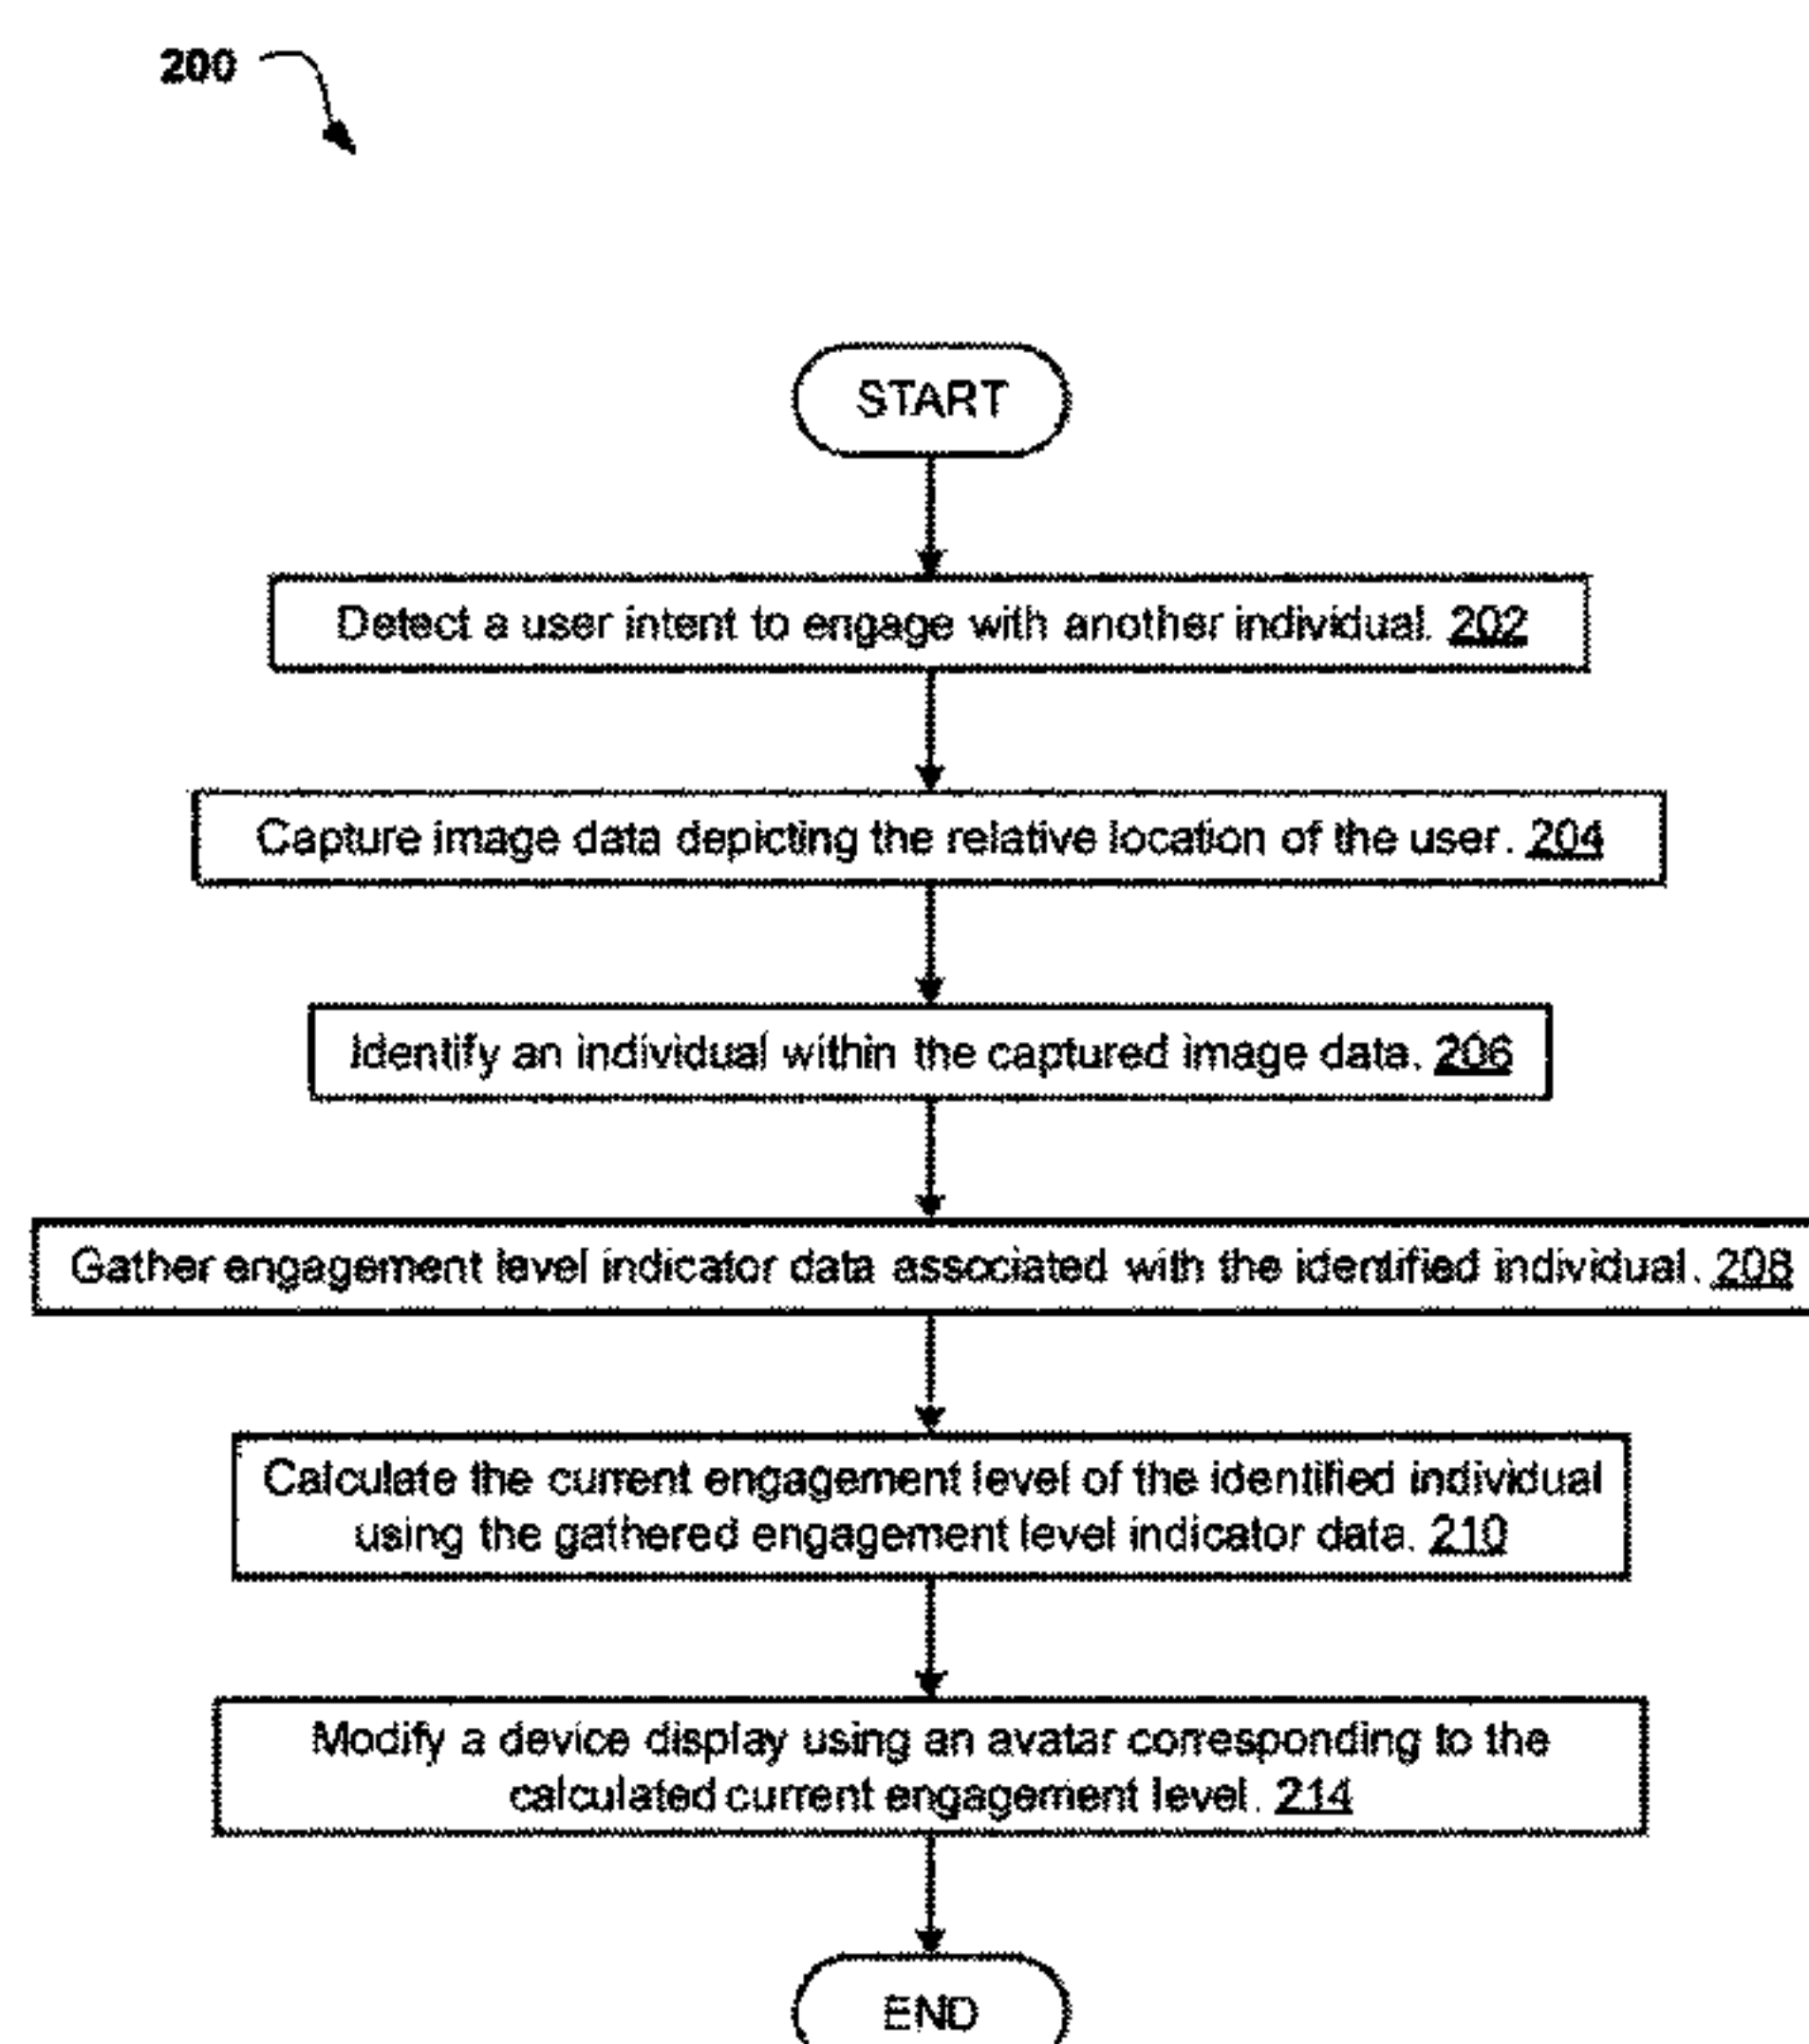 200
START
Detect a user intent to engage with another individual. 202
Capture image data depicting the relative location of the user. 204
Identify an individual within the captured image data. 206
Gather engagement level indicator data associated with the identified individual. 208
Calculate the current engagement level of the identified individual
using the gathered engagement level indicator data. 210
Modify a device display using an avatar corresponding to the
calculated current engagement level. 214
END